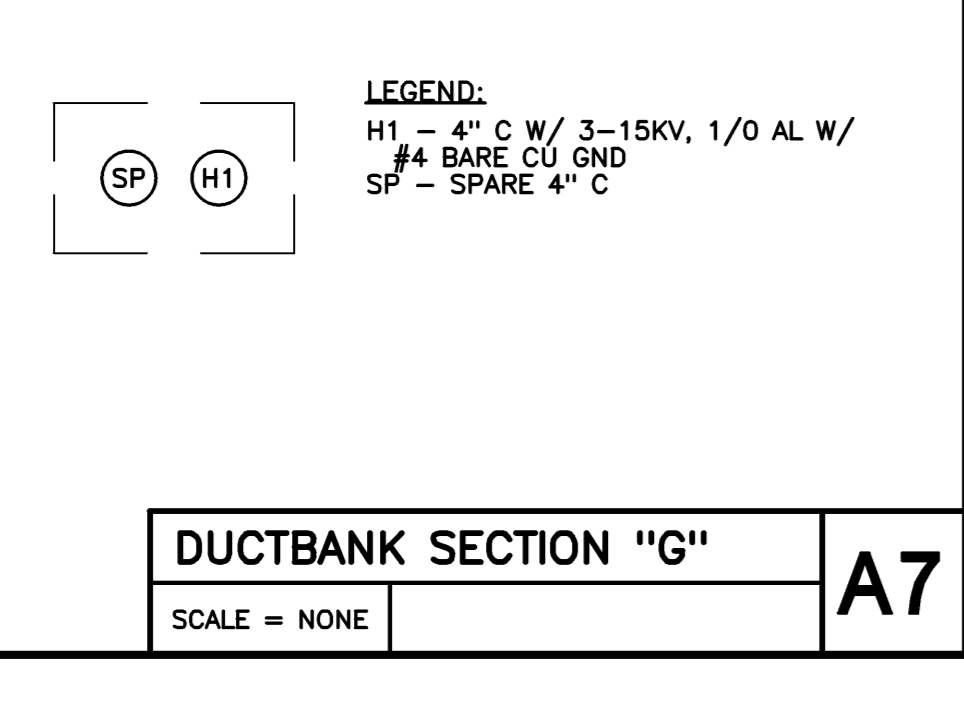 SP H1
LEGEND:
H1 – 4" C W/ 3–15KV, 1/0 AL W/
#4 BARE CU GND
SP – SPARE 4" C
DUCTBANK SECTION "G"
A7
SCALE = NONE